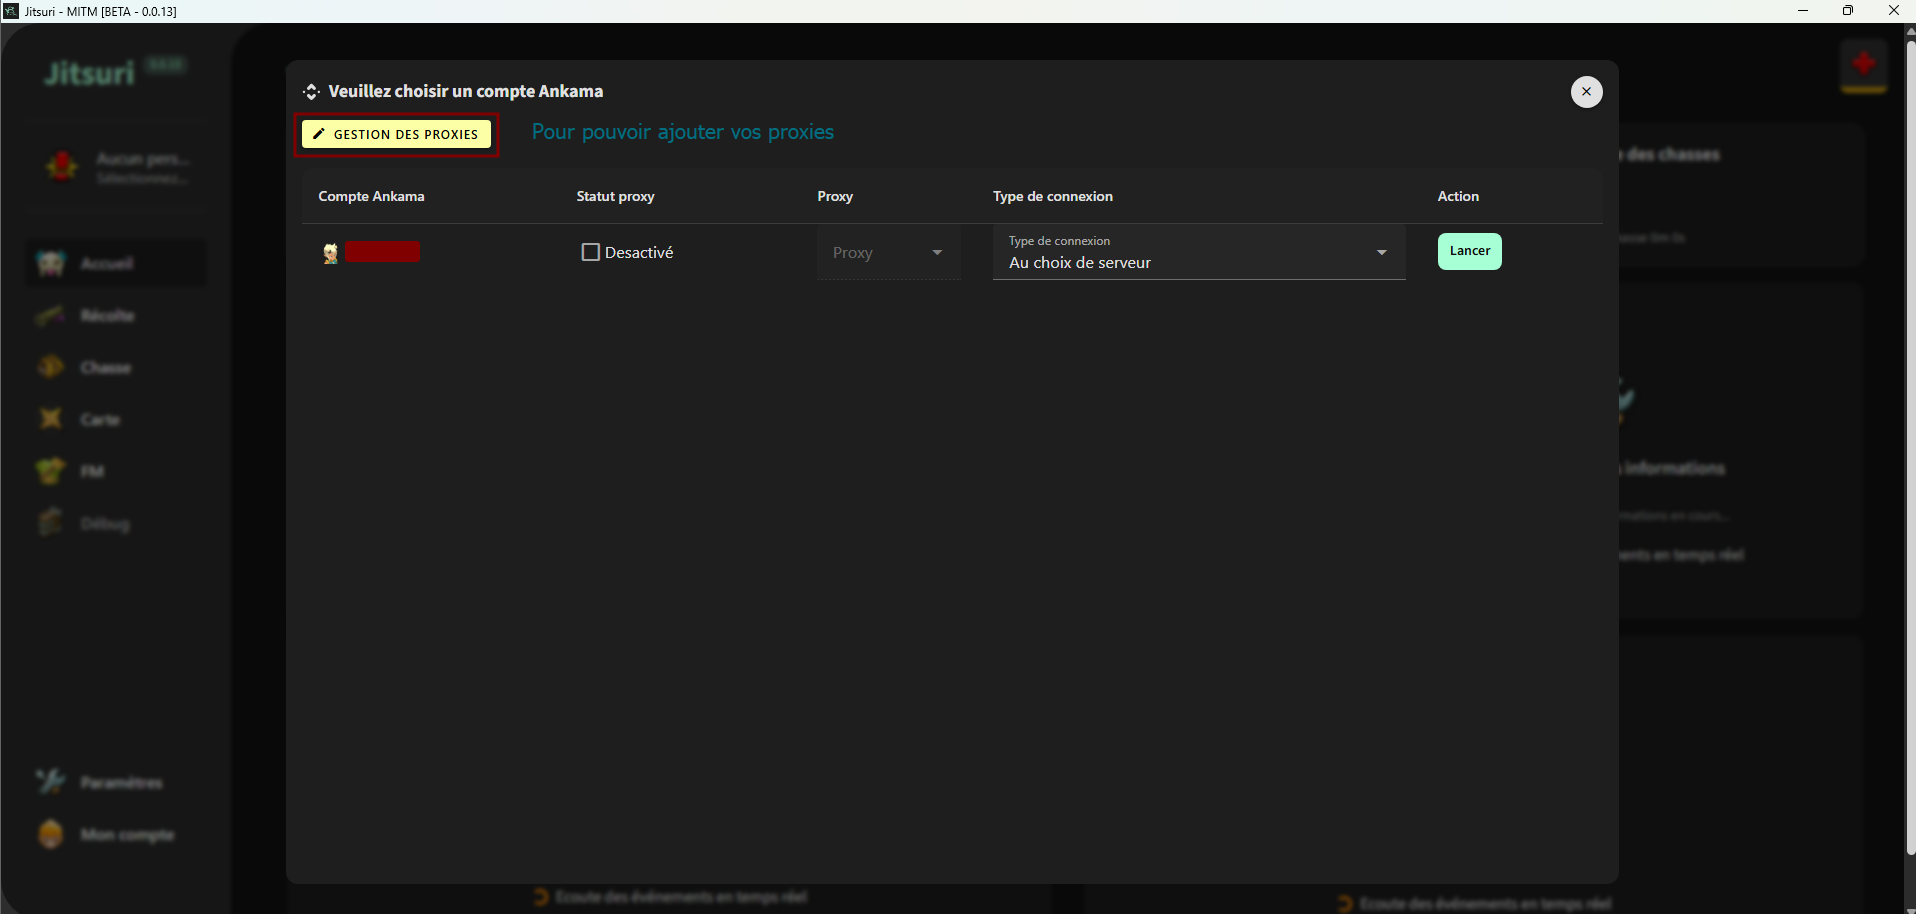 Jitsuri - MITM [BETA - 0.0.13]
Jitsuri
Aucun pers...
Sélectionnez...
Accueil
Récolte
Chasse
Carte
FM
Débug
Paramètres
Mon compte
Veuillez choisir un compte Ankama
GESTION DES PROXIES
Pour pouvoir ajouter vos proxies
Compte Ankama Statut proxy Proxy Type de connexion Action
Desactivé
Proxy
Type de connexion
Au choix de serveur
Lancer
des chasses
informations
en temps réel
Ecoute des événements en temps réel
Ecoute des événements en temps réel